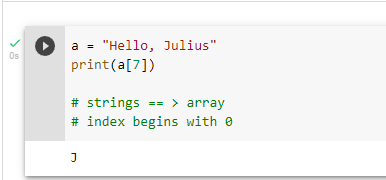 a = "Hello, Julius"
0s
print(a[7])
# strings == > array
# index begins with 0
J